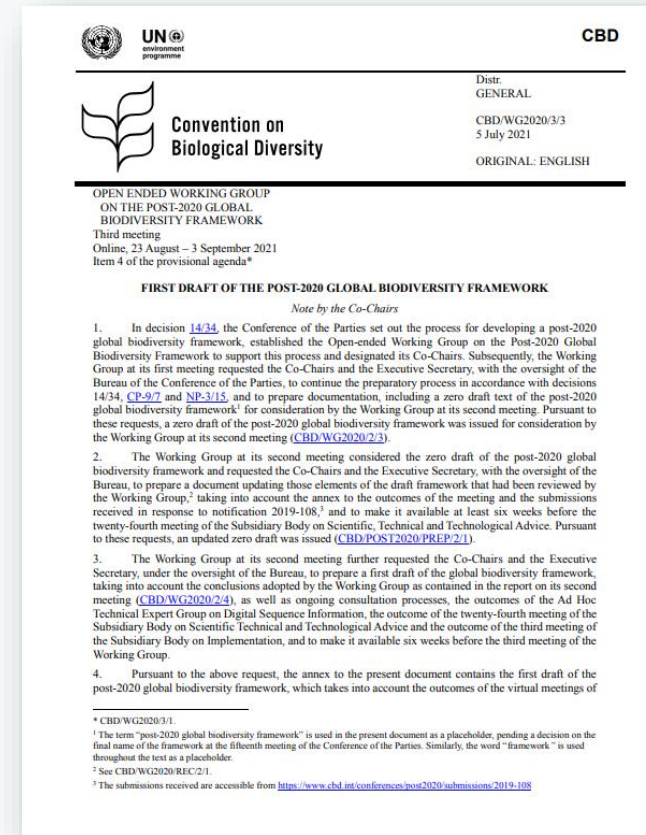 UN
environment
programme
CBD
Convention on
Biological Diversity
Distr.
GENERAL
CBD/WG2020/3/3
5 July 2021
ORIGINAL: ENGLISH
OPEN ENDED WORKING GROUP
ON THE POST-2020 GLOBAL
BIODIVERSITY FRAMEWORK
Third meeting
Online, 23 August – 3 September 2021
Item 4 of the provisional agenda*
FIRST DRAFT OF THE POST-2020 GLOBAL BIODIVERSITY FRAMEWORK
Note by the Co-Chairs
1. In decision 14/34, the Conference of the Parties set out the process for developing a post-2020
global biodiversity framework, established the Open-ended Working Group on the Post-2020 Global
Biodiversity Framework to support this process and designated its Co-Chairs. Subsequently, the Working
Group at its first meeting requested the Co-Chairs and the Executive Secretary, with the oversight of the
Bureau of the Conference of the Parties, to continue the preparatory process in accordance with decisions
14/34, CP-9/7 and NP-3/15, and to prepare documentation, including a zero draft text of the post-2020
global biodiversity framework¹ for consideration by the Working Group at its second meeting. Pursuant to
these requests, a zero draft of the post-2020 global biodiversity framework was issued for consideration by
the Working Group at its second meeting (CBD/WG2020/2/3).
2. The Working Group at its second meeting considered the zero draft of the post-2020 global
biodiversity framework and requested the Co-Chairs and the Executive Secretary, with the oversight of the
Bureau, to prepare a document updating those elements of the draft framework that had been reviewed by
the Working Group,² taking into account the annex to the outcomes of the meeting and the submissions
received in response to notification 2019-108,³ and to make it available at least six weeks before the
twenty-fourth meeting of the Subsidiary Body on Scientific, Technical and Technological Advice. Pursuant
to these requests, an updated zero draft was issued (CBD/POST2020/PREP/2/1).
3. The Working Group at its second meeting further requested the Co-Chairs and the Executive
Secretary, under the oversight of the Bureau, to prepare a first draft of the global biodiversity framework,
taking into account the conclusions adopted by the Working Group as contained in the report on its second
meeting (CBD/WG2020/2/4), as well as ongoing consultation processes, the outcomes of the Ad Hoc
Technical Expert Group on Digital Sequence Information, the outcome of the twenty-fourth meeting of the
Subsidiary Body on Scientific Technical and Technological Advice and the outcome of the third meeting of
the Subsidiary Body on Implementation, and to make it available six weeks before the third meeting of the
Working Group.
4. Pursuant to the above request, the annex to the present document contains the first draft of the
post-2020 global biodiversity framework, which takes into account the outcomes of the virtual meetings of
* CBD/WG2020/3/1.
¹ The term “post-2020 global biodiversity framework” is used in the present document as a placeholder, pending a decision on the
final name of the framework at the fifteenth meeting of the Conference of the Parties. Similarly, the word “framework ” is used
throughout the text as a placeholder.
² See CBD/WG2020/REC/2/1.
³ The submissions received are accessible from https://www.cbd.int/conferences/post2020/submissions/2019-108